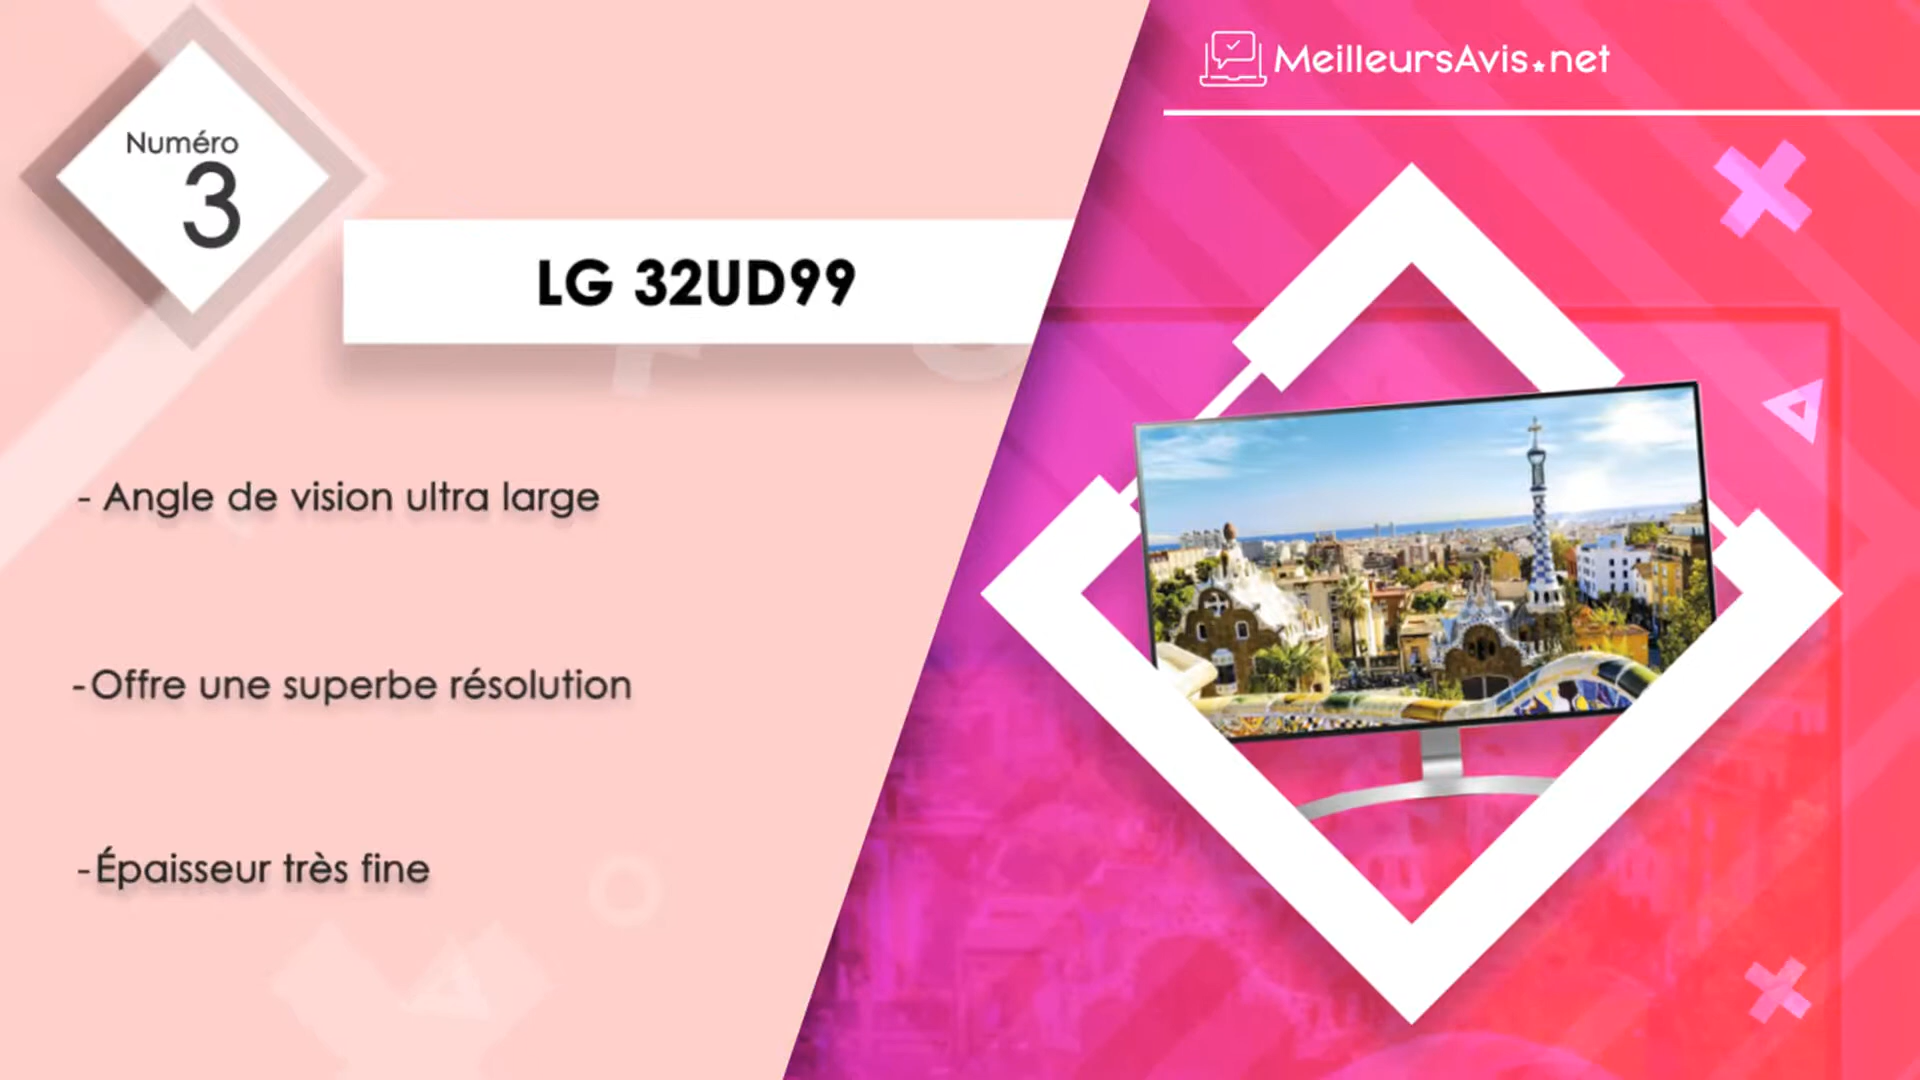 Numéro
3
LG 32UD99
- Angle de vision ultra large
-Offre une superbe résolution
-Épaisseur très fine
MeilleursAvis.net